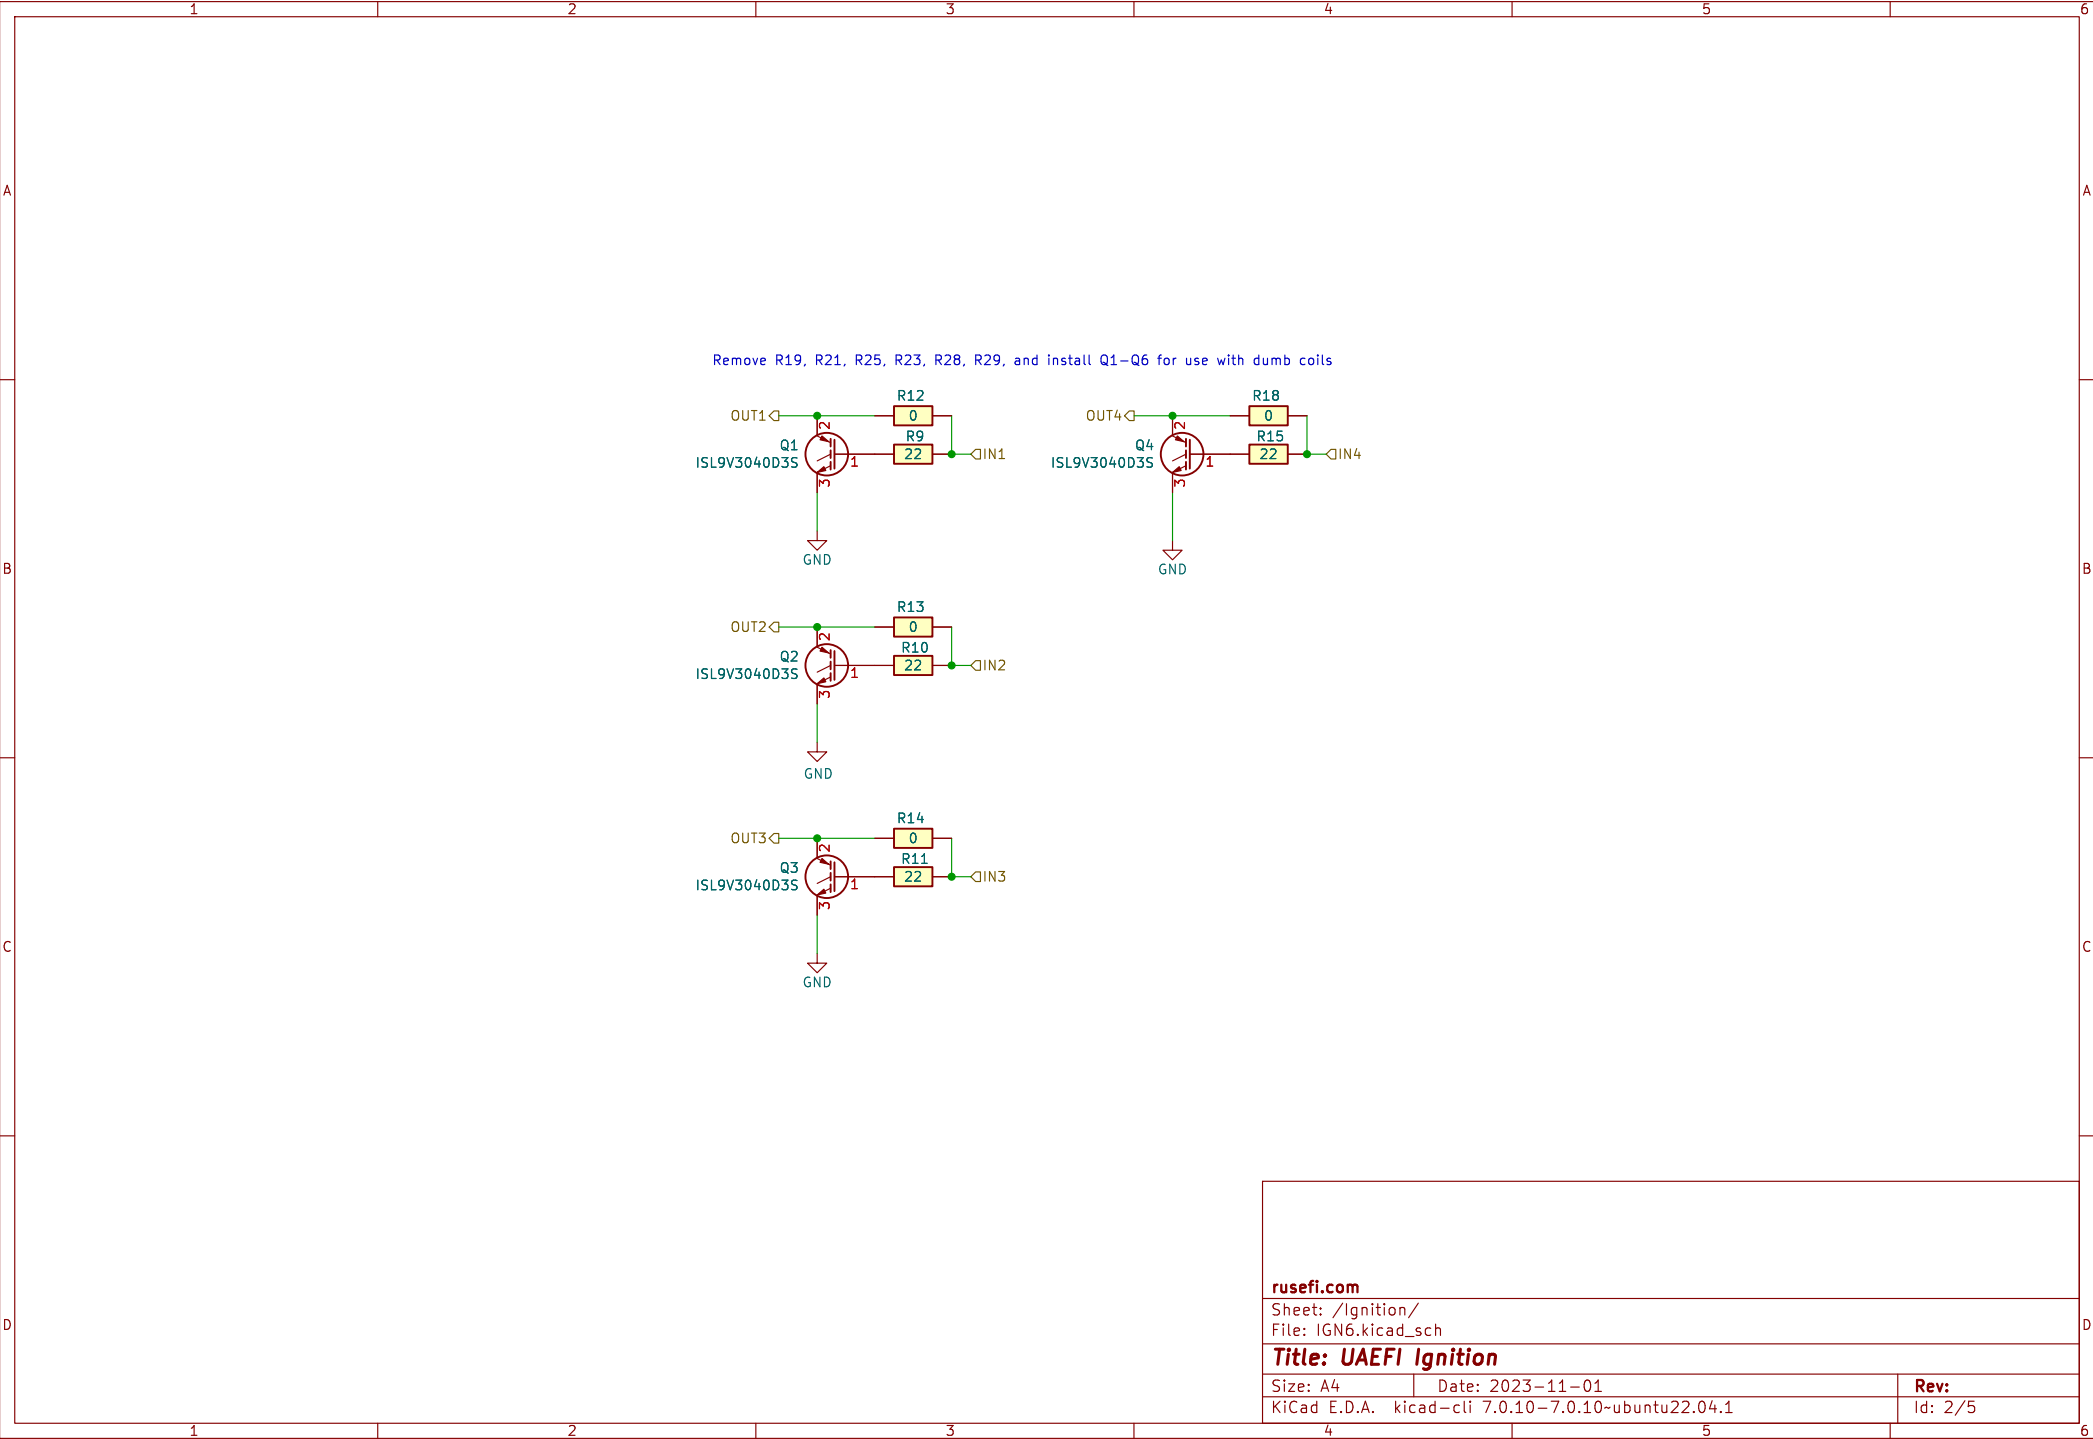 1 2 3 4 5 6
A A
Remove R19, R21, R25, R23, R28, R29, and install Q1-Q6 for use with dumb coils
R12
OUT1 0
2
Q1 R9
ISL9V3040D3S 1 22 IN1
3
GND
R18
OUT4 0
2
Q4 R15
ISL9V3040D3S 1 22 IN4
3
GND
B B
R13
OUT2 0
2
Q2 R10
ISL9V3040D3S 1 22 IN2
3
GND
R14
OUT3 0
2
Q3 R11
ISL9V3040D3S 1 22 IN3
3
GND
C C
rusefi.com
Sheet: /Ignition/
File: IGN6.kicad_sch
D D
Title: UAEFI Ignition
Size: A4 Date: 2023-11-01 Rev:
KiCad E.D.A. kicad-cli 7.0.10-7.0.10~ubuntu22.04.1 Id: 2/5
1 2 3 4 5 6